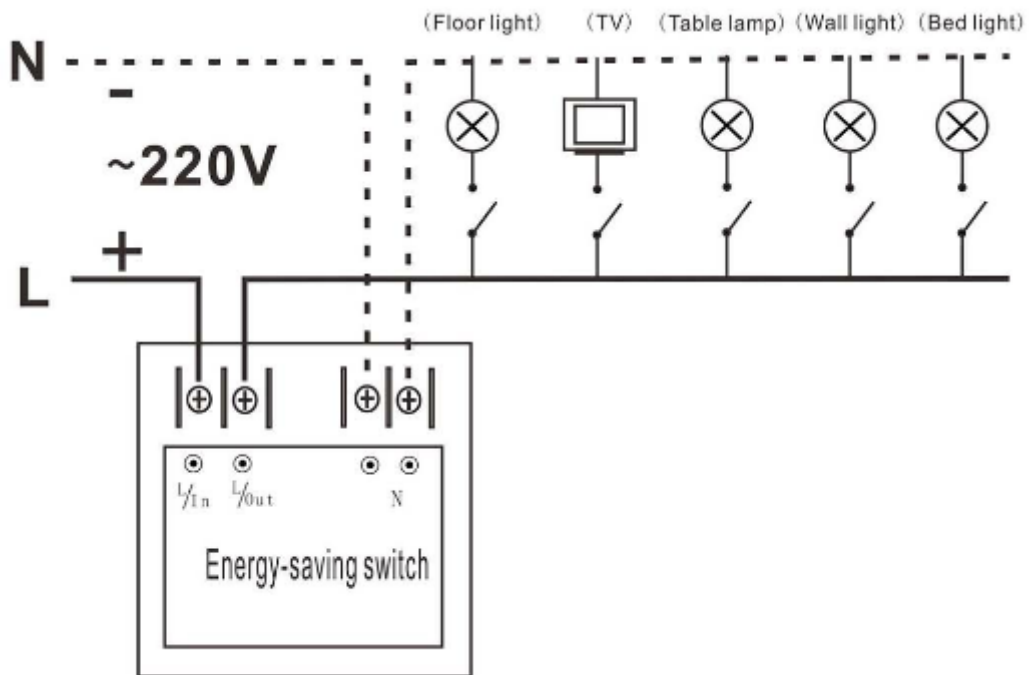 (Floor light) (TV) (Table lamp) (Wall light) (Bed light)
N
-
~220V
+
L
L/In L/Out N
Energy-saving switch